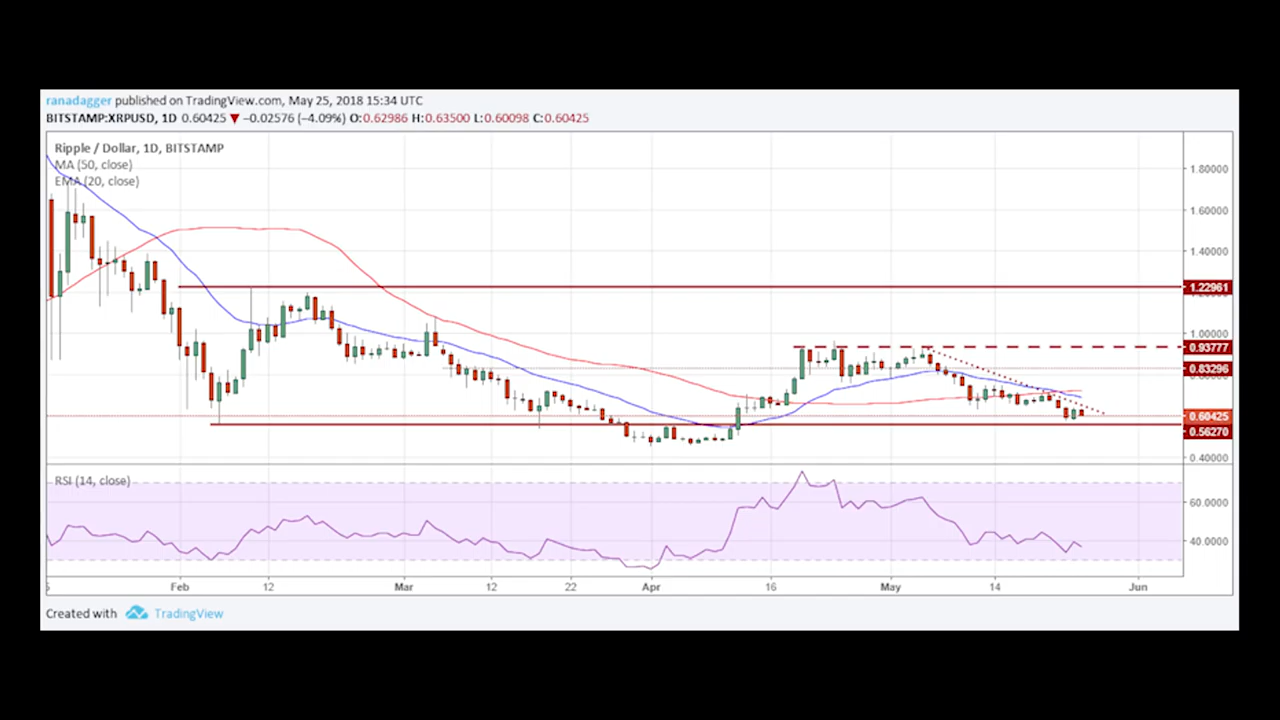 ranadagger published on TradingView.com, May 25, 2018 15:34 UTC
BITSTAMP:XRPUSD, 1D 0.60425 ▼ −0.02576 (−4.09%) O:0.62986 H:0.63500 L:0.60098 C:0.60425
Ripple / Dollar, 1D, BITSTAMP
MA (50, close)
EMA (20, close)
1.80000
1.60000
1.40000
1.22961
1.00000
0.93777
0.83296
0.60425
0.56270
0.40000
RSI (14, close)
60.0000
40.0000
Feb 12 Mar 12 22 Apr 16 May 14 Jun
Created with TradingView